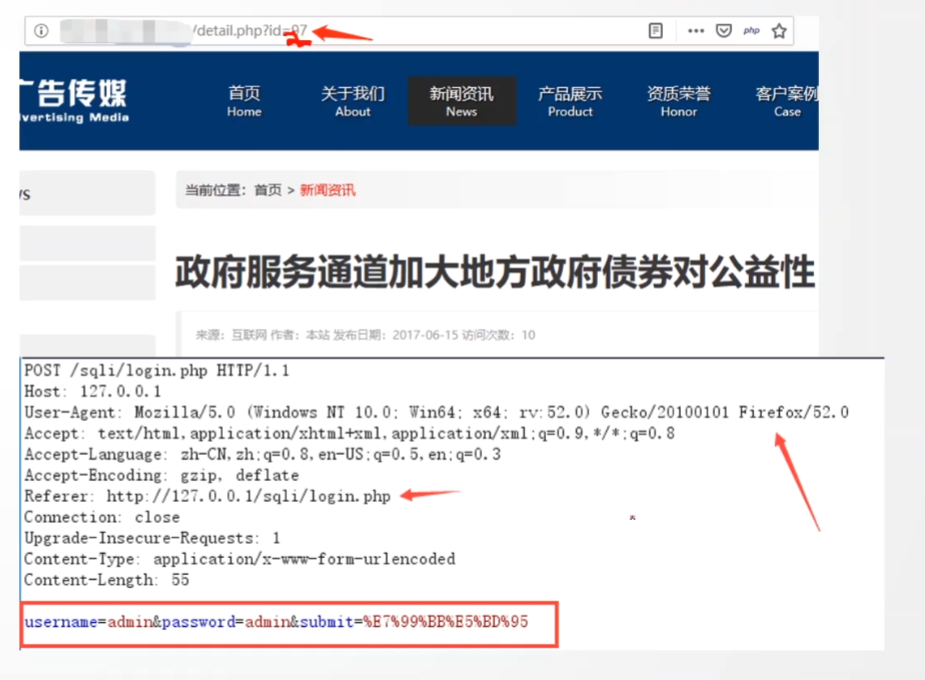 /detail.php?id=97
php
广告传媒
vertising Media
首页
Home
关于我们
About
新闻资讯
News
产品展示
Product
资质荣誉
Honor
客户案例
Case
当前位置：首页 > 新闻资讯
政府服务通道加大地方政府债券对公益性
来源：互联网 作者：本站 发布日期：2017-06-15 访问次数：10
POST /sqli/login.php HTTP/1.1
Host: 127.0.0.1
User-Agent: Mozilla/5.0 (Windows NT 10.0; Win64; x64; rv:52.0) Gecko/20100101 Firefox/52.0
Accept: text/html,application/xhtml+xml,application/xml;q=0.9,*/*;q=0.8
Accept-Language: zh-CN,zh;q=0.8,en-US;q=0.5,en;q=0.3
Accept-Encoding: gzip, deflate
Referer: http://127.0.0.1/sqli/login.php
Connection: close
Upgrade-Insecure-Requests: 1
Content-Type: application/x-www-form-urlencoded
Content-Length: 55
username=admin&password=admin&submit=%E7%99%BB%E5%BD%95